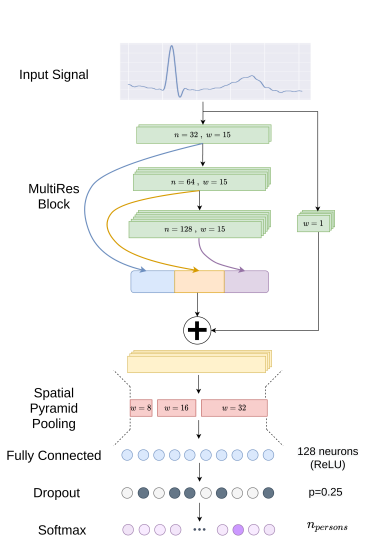 Input Signal
n = 32 , w = 15
MultiRes
Block
n = 64 , w = 15
n = 128 , w = 15
w = 1
Spatial
Pyramid
Pooling
w = 8
w = 16
w = 32
Fully Connected
128 neurons
(ReLU)
Dropout
p=0.25
Softmax
n_persons